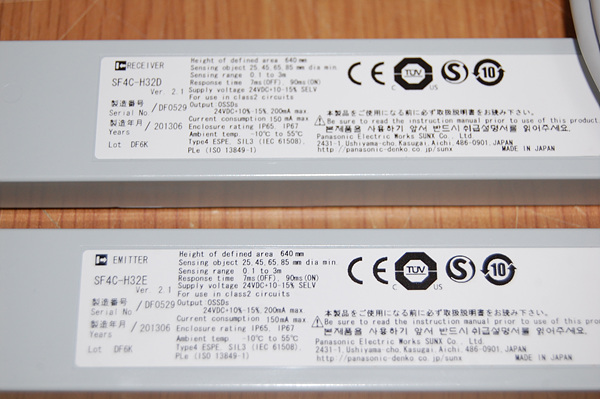 RECEIVER
SF4C-H32D
Ver. 2.1
製造番号 Serial No. / DF0529
製造年月 Years / 201306
Lot DF6K
Height of defined area 640mm
Sensing object 25,45,65,85 mm dia min
Sensing range 0.1 to 3m
Response time 7ms(OFF), 90ms(ON)
Supply voltage 24VDC+10-15% SELV
For use in class2 circuits
Output OSSDs
24VDC+10%-15%,200mA max.
Current consumption 150 mA max
Enclosure rating IP65, IP67
Ambient temp -10°C to 55°C
Type4 ESPE, SIL3 (IEC 61508),
PLe (ISO 13849-1)
CE TÜV S 10
本製品をご使用になる前に必ず取扱説明書をお読み下さい。
Be sure to read the instruction manual prior to use of this product
본제품을 사용하기 앞서 반드시 취급설명서를 읽어주세요.
Panasonic Electric Works SUNX Co., Ltd.
2431-1,Ushiyama-cho,Kasugai,Aichi,486-0901,JAPAN
http://panasonic-denko.co.jp/sunx MADE IN JAPAN
EMITTER
SF4C-H32E
Ver. 2.1
製造番号 Serial No. / DF0529
製造年月 Years / 201306
Lot DF6K
Height of defined area 640mm
Sensing object 25,45,65,85 mm dia min
Sensing range 0.1 to 3m
Response time 7ms(OFF), 90ms(ON)
Supply voltage 24VDC+10-15% SELV
For use in class2 circuits
Output OSSDs
24VDC+10%-15%,200mA max.
Current consumption 150mA max
Enclosure rating IP65, IP67
Ambient temp -10°C to 55°C
Type4 ESPE, SIL3 (IEC 61508),
PLe (ISO 13849-1)
CE TÜV S 10
本製品をご使用になる前に必ず取扱説明書をお読み下さい。
Be sure to read the instruction manual prior to use of this pro
본제품을 사용하기 앞서 반드시 취급설명서를 읽어주세요.
Panasonic Electric Works SUNX Co., Ltd.
2431-1,Ushiyama-cho,Kasugai,Aichi,486-0901,JAPAN
http://panasonic-denko.co.jp/sunx MADE IN JAPAN